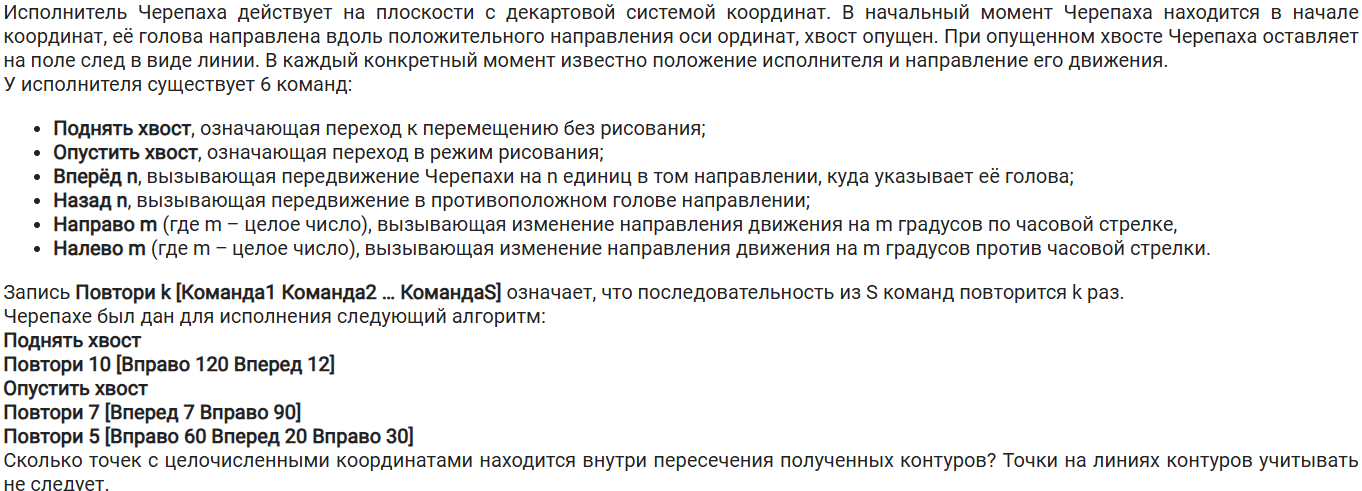 Исполнитель Черепаха действует на плоскости с декартовой системой координат. В начальный момент Черепаха находится в начале
координат, её голова направлена вдоль положительного направления оси ординат, хвост опущен. При опущенном хвосте Черепаха оставляет
на поле след в виде линии. В каждый конкретный момент известно положение исполнителя и направление его движения.
У исполнителя существует 6 команд:
• Поднять хвост, означающая переход к перемещению без рисования;
• Опустить хвост, означающая переход в режим рисования;
• Вперёд n, вызывающая передвижение Черепахи на n единиц в том направлении, куда указывает её голова;
• Назад n, вызывающая передвижение в противоположном голове направлении;
• Направо m (где m – целое число), вызывающая изменение направления движения на m градусов по часовой стрелке,
• Налево m (где m – целое число), вызывающая изменение направления движения на m градусов против часовой стрелки.
Запись Повтори k [Команда1 Команда2 … КомандаS] означает, что последовательность из S команд повторится k раз.
Черепахе был дан для исполнения следующий алгоритм:
Поднять хвост
Повтори 10 [Вправо 120 Вперед 12]
Опустить хвост
Повтори 7 [Вперед 7 Вправо 90]
Повтори 5 [Вправо 60 Вперед 20 Вправо 30]
Сколько точек с целочисленными координатами находится внутри пересечения полученных контуров? Точки на линиях контуров учитывать
не следует.